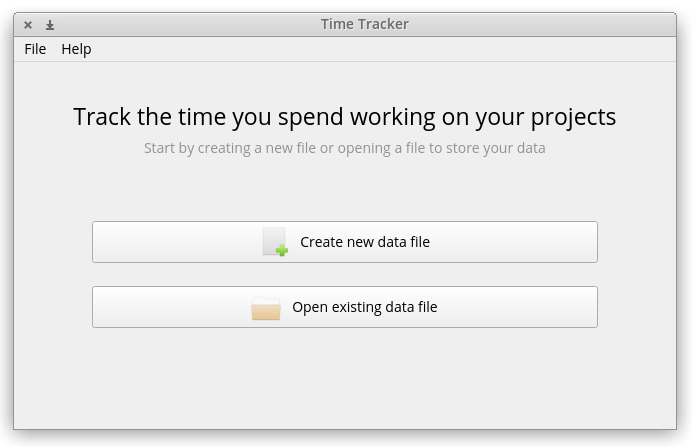 Time Tracker
File Help
Track the time you spend working on your projects
Start by creating a new file or opening a file to store your data
Create new data file
Open existing data file